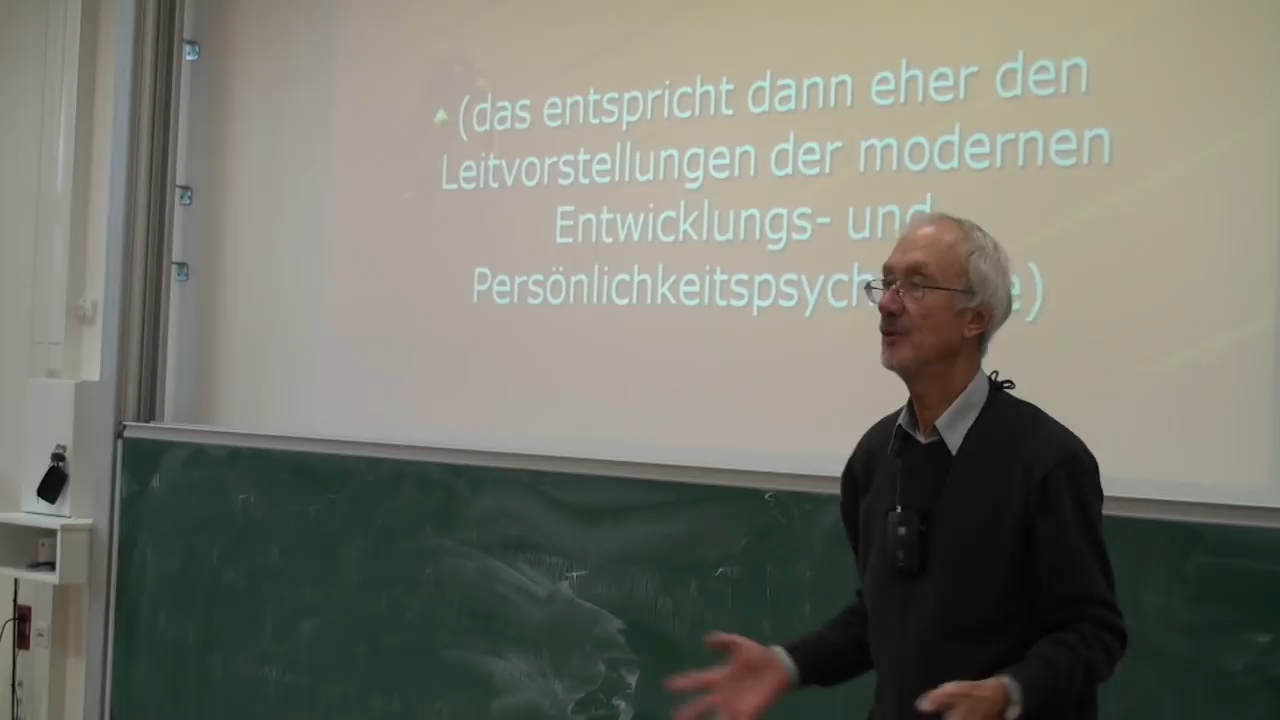 (das entspricht dann eher den
Leitvorstellungen der modernen
Entwicklungs- und
Persönlichkeitspsych e)